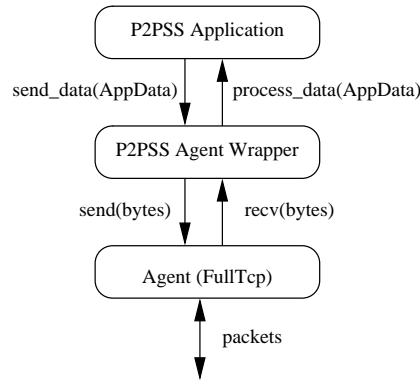 P2PSS Application
send_data(AppData)
process_data(AppData)
P2PSS Agent Wrapper
send(bytes)
recv(bytes)
Agent (FullTcp)
packets